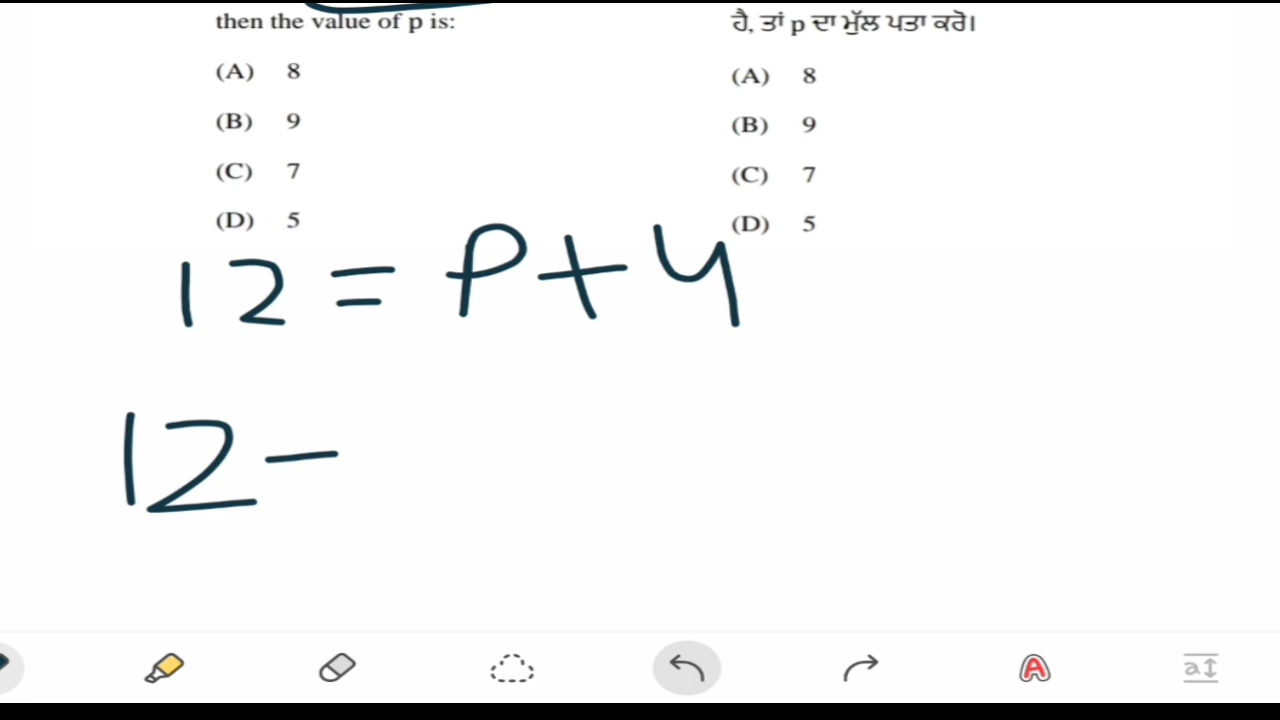 then the value of p is:
(A) 8
(B) 9
(C) 7
(D) 5
ਹੈ, ਤਾਂ p ਦਾ ਮੁੱਲ ਪਤਾ ਕਰੋ।
(A) 8
(B) 9
(C) 7
(D) 5
12 = P + 4
12 -
A
a